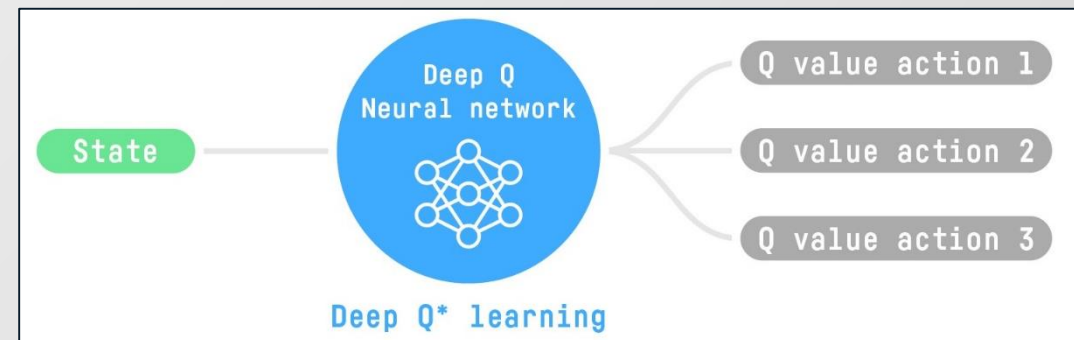 State
Deep Q
Neural network
Q value action 1
Q value action 2
Q value action 3
Deep Q* learning